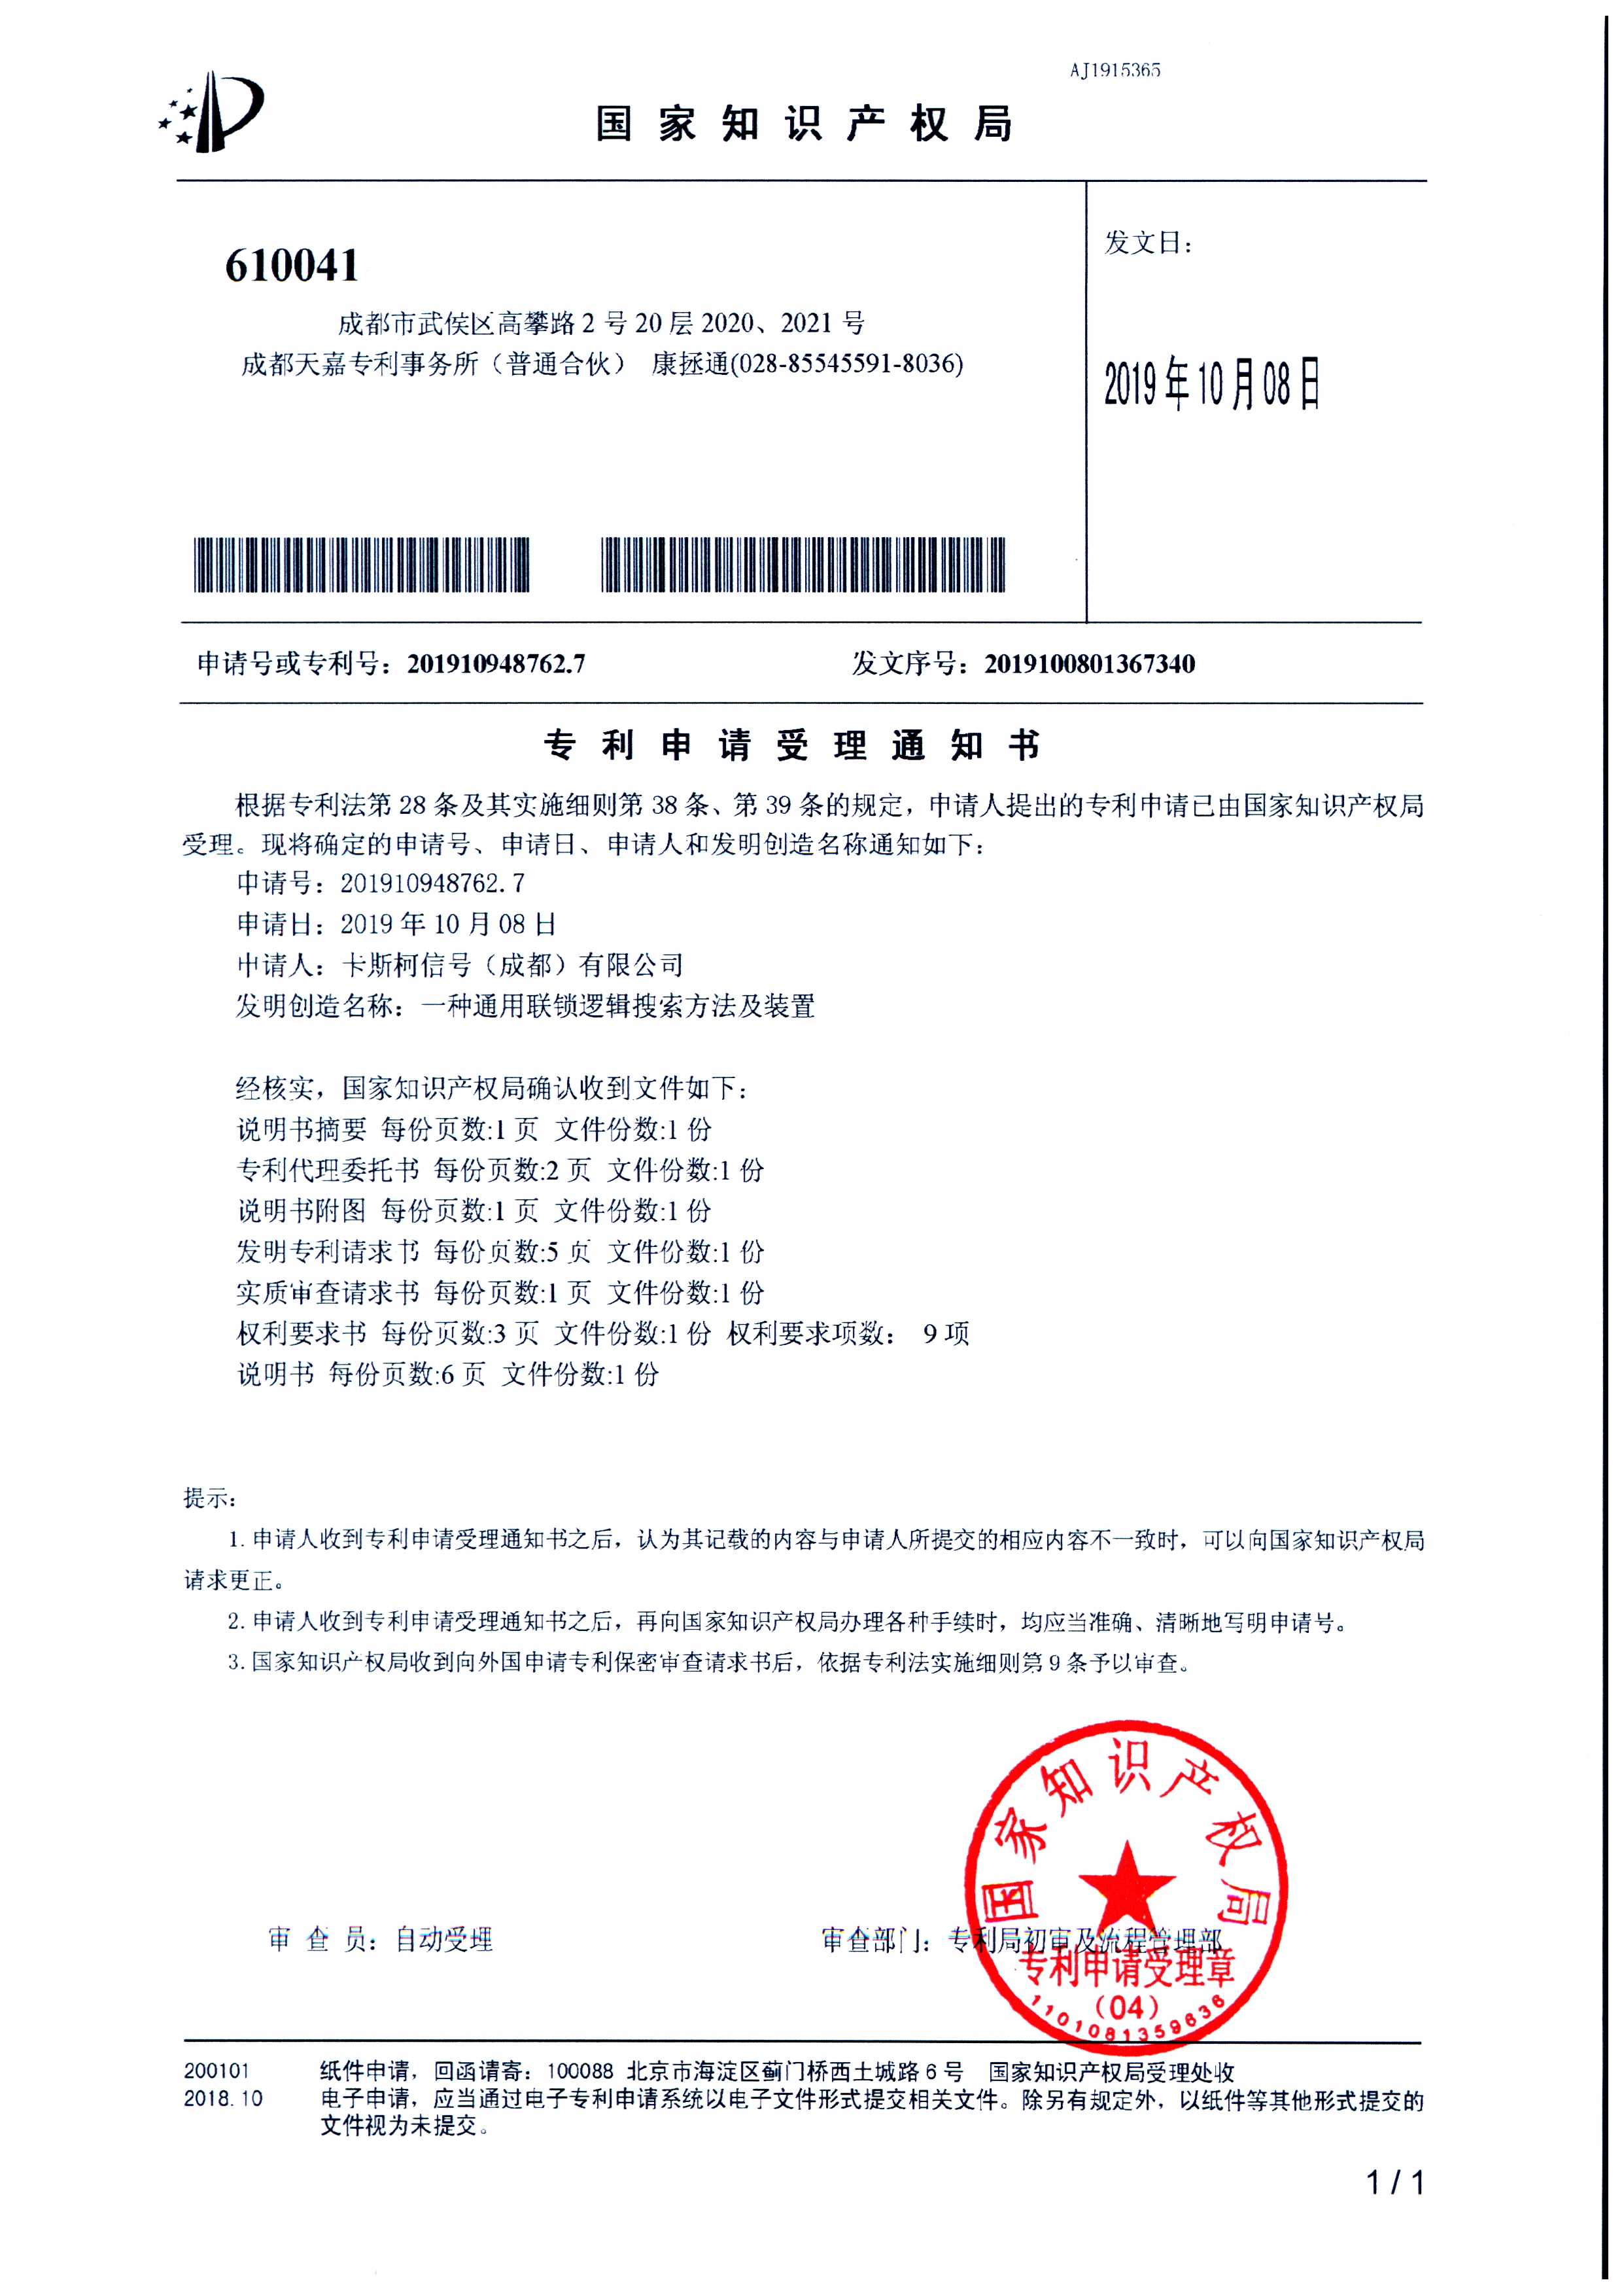 AJ1915365
国家知识产权局
610041
成都市武侯区高攀路2号20层2020、2021号
成都天嘉专利事务所（普通合伙） 康拯通(028-85545591-8036)
发文日：
2019年10月08日
申请号或专利号：201910948762.7
发文序号：2019100801367340
专利申请受理通知书
根据专利法第28条及其实施细则第38条、第39条的规定，申请人提出的专利申请已由国家知识产权局
受理。现将确定的申请号、申请日、申请人和发明创造名称通知如下：
申请号：201910948762.7
申请日：2019年10月08日
申请人：卡斯柯信号（成都）有限公司
发明创造名称：一种通用联锁逻辑搜索方法及装置
经核实，国家知识产权局确认收到文件如下：
说明书摘要 每份页数:1页 文件份数:1份
专利代理委托书 每份页数:2页 文件份数:1份
说明书附图 每份页数:1页 文件份数:1份
发明专利请求书 每份页数:5页 文件份数:1份
实质审查请求书 每份页数:1页 文件份数:1份
权利要求书 每份页数:3页 文件份数:1份 权利要求项数： 9项
说明书 每份页数:6页 文件份数:1份
提示：
1.申请人收到专利申请受理通知书之后，认为其记载的内容与申请人所提交的相应内容不一致时，可以向国家知识产权局
请求更正。
2.申请人收到专利申请受理通知书之后，再向国家知识产权局办理各种手续时，均应当准确、清晰地写明申请号。
3.国家知识产权局收到向外国申请专利保密审查请求书后，依据专利法实施细则第9条予以审查。
国家知识产权局
审查员：自动受理
审查部门：专利局初审及流程管理部
专利申请受理章
（04）
1101081359636
200101 纸件申请，回函请寄：100088 北京市海淀区蓟门桥西土城路6号 国家知识产权局受理处收
2018.10 电子申请，应当通过电子专利申请系统以电子文件形式提交相关文件。除另有规定外，以纸件等其他形式提交的
文件视为未提交。
1/1